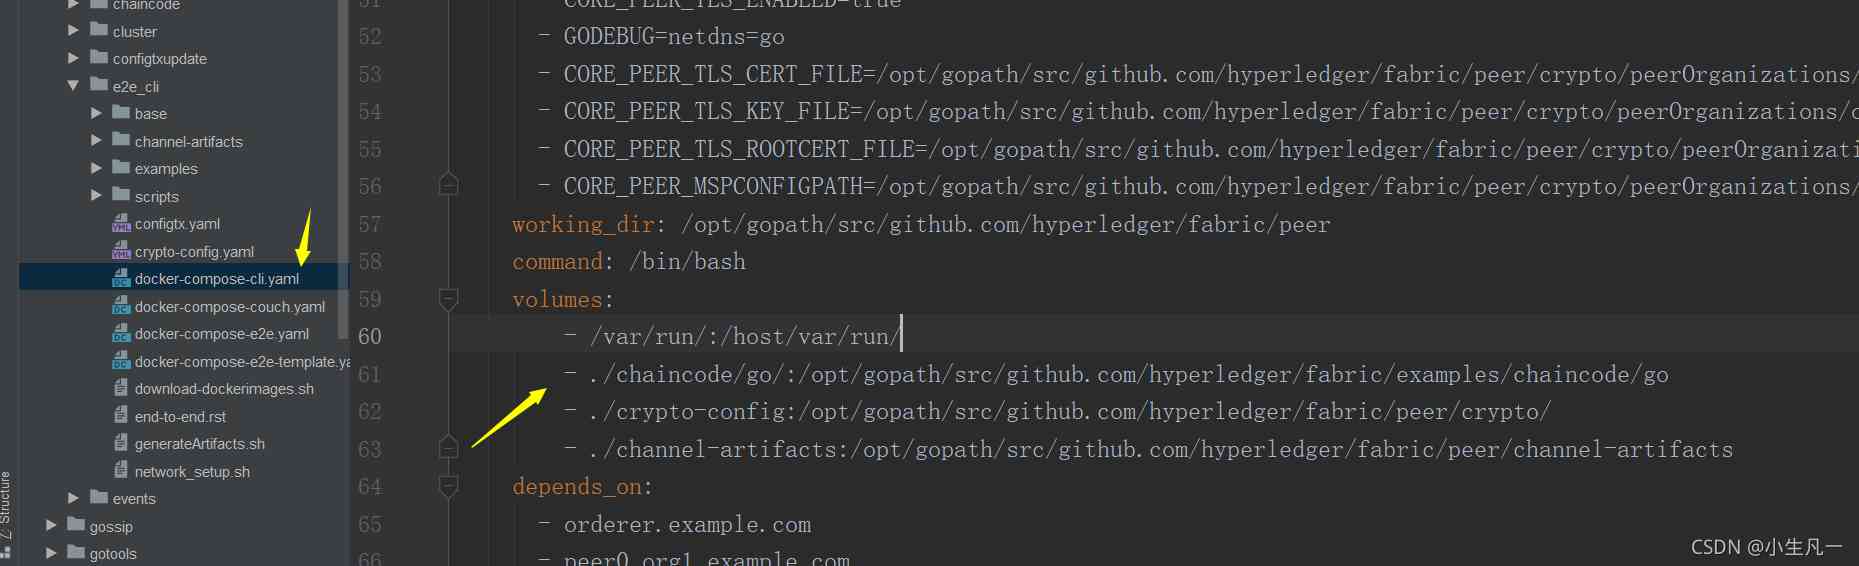 chaincode
cluster
configtxupdate
e2e_cli
base
channel-artifacts
examples
scripts
configtx.yaml
crypto-config.yaml
docker-compose-cli.yaml
docker-compose-couch.yaml
docker-compose-e2e.yaml
docker-compose-e2e-template.ya
download-dockerimages.sh
end-to-end.rst
generateArtifacts.sh
network_setup.sh
events
gossip
gotools
Z: Structure
51 CORE_PEER_TLS_ENABLED=true
52 - GODEBUG=netdns=go
53 - CORE_PEER_TLS_CERT_FILE=/opt/gopath/src/github.com/hyperledger/fabric/peer/crypto/peerOrganizations/
54 - CORE_PEER_TLS_KEY_FILE=/opt/gopath/src/github.com/hyperledger/fabric/peer/crypto/peerOrganizations/o
55 - CORE_PEER_TLS_ROOTCERT_FILE=/opt/gopath/src/github.com/hyperledger/fabric/peer/crypto/peerOrganizati
56 - CORE_PEER_MSPCONFIGPATH=/opt/gopath/src/github.com/hyperledger/fabric/peer/crypto/peerOrganizations/
57 working_dir: /opt/gopath/src/github.com/hyperledger/fabric/peer
58 command: /bin/bash
59 volumes:
60 - /var/run/:/host/var/run/
61 - ./chaincode/go/:/opt/gopath/src/github.com/hyperledger/fabric/examples/chaincode/go
62 - ./crypto-config:/opt/gopath/src/github.com/hyperledger/fabric/peer/crypto/
63 - ./channel-artifacts:/opt/gopath/src/github.com/hyperledger/fabric/peer/channel-artifacts
64 depends_on:
65 - orderer.example.com
66 - peer0.org1.example.com
CSDN @小生凡一